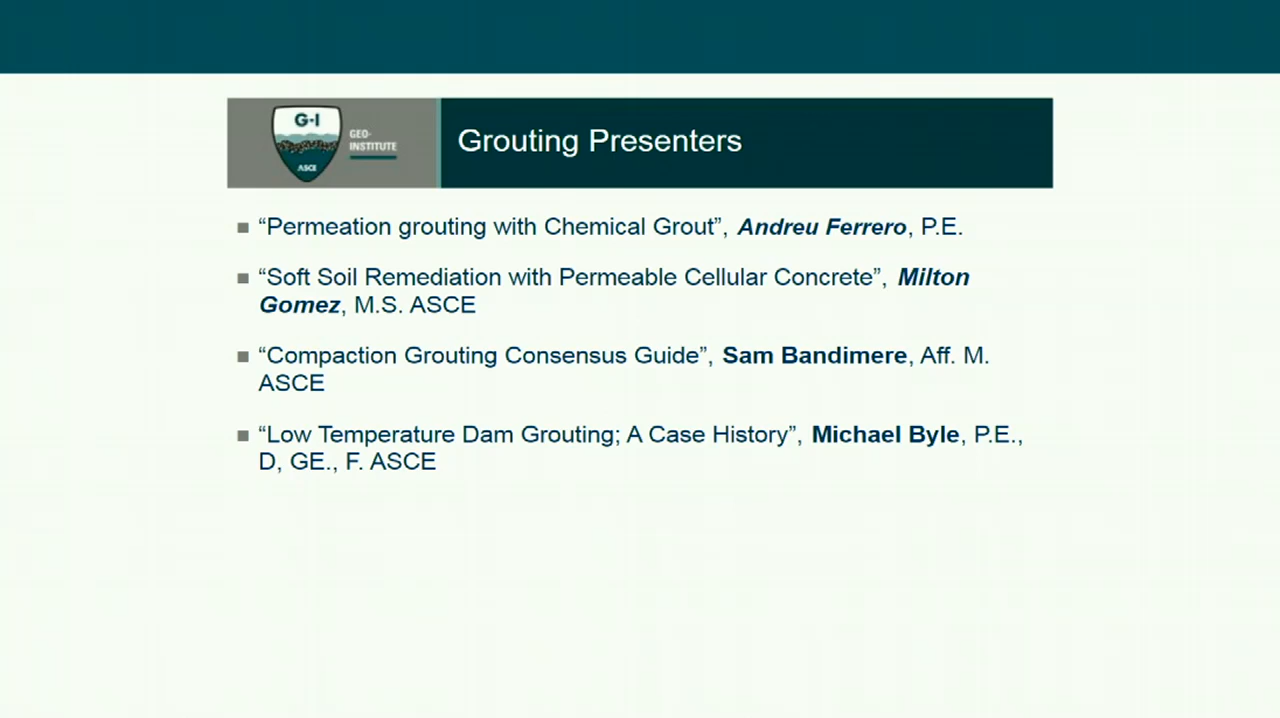 G-I
ASCE
GEO-
INSTITUTE
Grouting Presenters
“Permeation grouting with Chemical Grout”, Andreu Ferrero, P.E.
“Soft Soil Remediation with Permeable Cellular Concrete”, Milton
Gomez, M.S. ASCE
“Compaction Grouting Consensus Guide”, Sam Bandimere, Aff. M.
ASCE
“Low Temperature Dam Grouting; A Case History”, Michael Byle, P.E.,
D, GE., F. ASCE